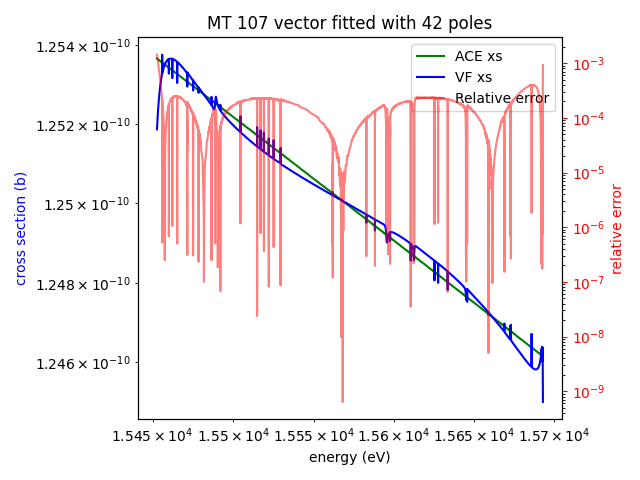 MT 107 vector fitted with 42 poles
ACE xs
VF xs
Relative error
1.254 × 10⁻¹⁰
1.252 × 10⁻¹⁰
1.25 × 10⁻¹⁰
1.248 × 10⁻¹⁰
1.246 × 10⁻¹⁰
cross section (b)
10⁻³
10⁻⁴
10⁻⁵
10⁻⁶
10⁻⁷
10⁻⁸
10⁻⁹
relative error
1.545 × 10⁴ 1.55 × 10⁴ 1.555 × 10⁴ 1.56 × 10⁴ 1.565 × 10⁴ 1.57 × 10⁴
energy (eV)